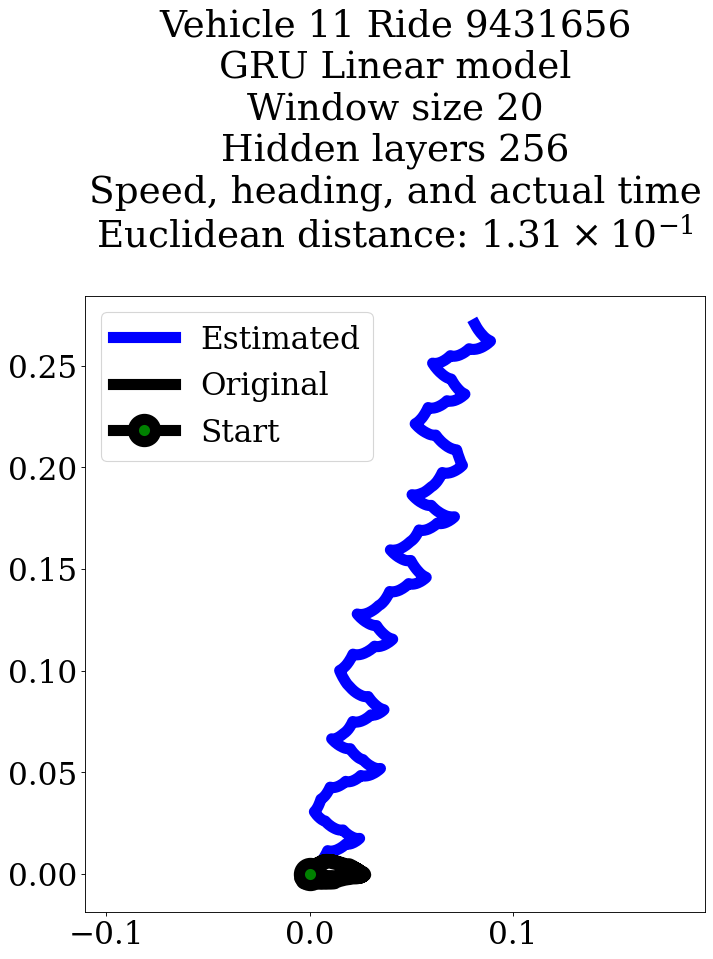 Vehicle 11 Ride 9431656
GRU Linear model
Window size 20
Hidden layers 256
Speed, heading, and actual time
Euclidean distance: 1.31 × 10⁻¹
Estimated
Original
Start
0.25
0.20
0.15
0.10
0.05
0.00
−0.1
0.0
0.1